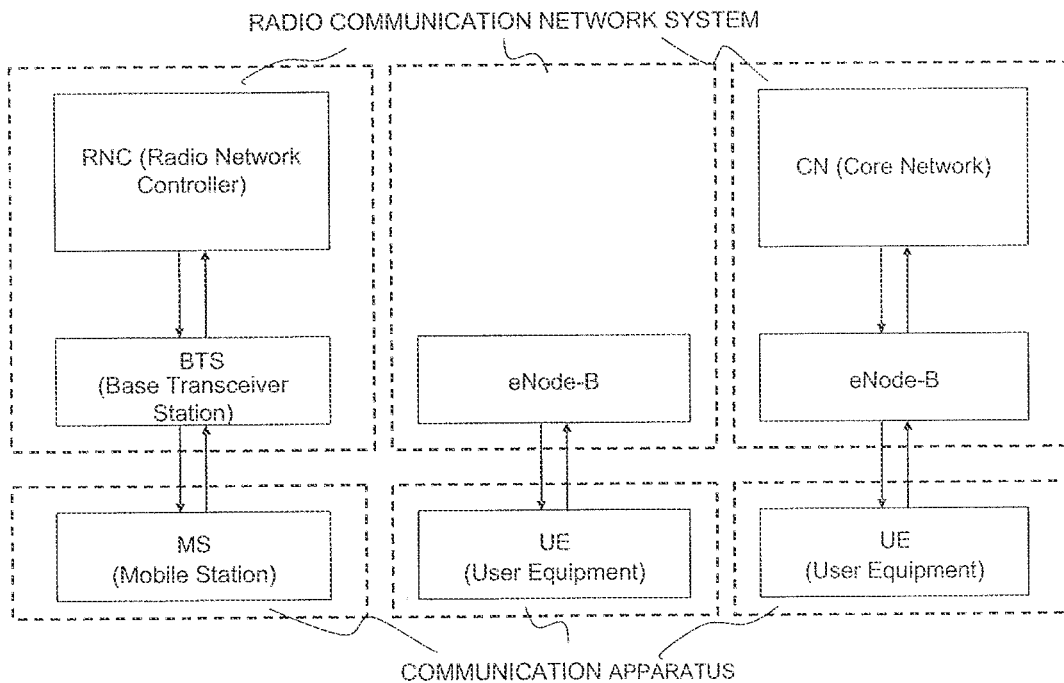 RADIO COMMUNICATION NETWORK SYSTEM
RNC (Radio Network
Controller)
BTS
(Base Transceiver
Station)
MS
(Mobile Station)
eNode-B
UE
(User Equipment)
CN (Core Network)
eNode-B
UE
(User Equipment)
COMMUNICATION APPARATUS